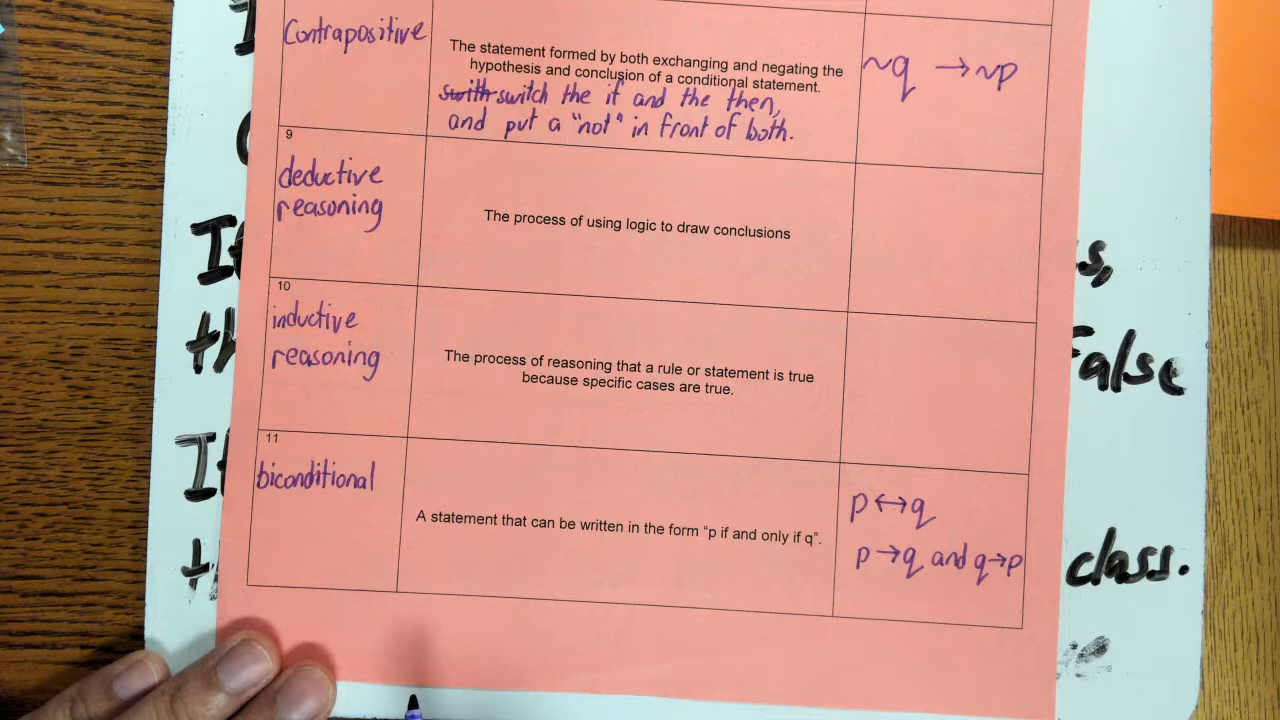 Contrapositive
The statement formed by both exchanging and negating the
hypothesis and conclusion of a conditional statement.
swith switch the if and the then,
and put a "not" in front of both.
~q → ~p
9
deductive
reasoning
The process of using logic to draw conclusions
10
inductive
reasoning
The process of reasoning that a rule or statement is true
because specific cases are true.
False
11
biconditional
A statement that can be written in the form "p if and only if q".
p ↔ q
p → q and q → p
class.